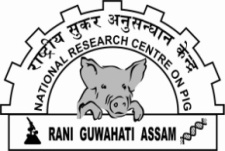 राष्ट्रीय सुकर अनुसन्धान केन्द्र
NATIONAL RESEARCH CENTRE ON PIG
RANI GUWAHATI ASSAM